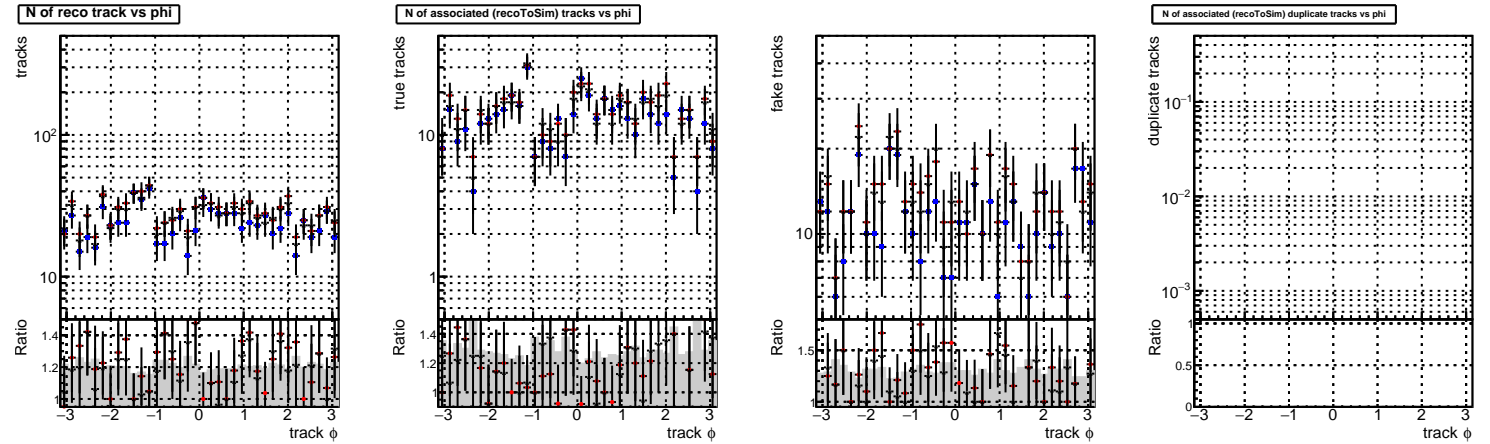 N of reco track vs phi
tracks
10²
10
Ratio
1.4
1.2
1
−3 −2 −1 0 1 2 3
track ϕ
N of associated (recoToSim) tracks vs phi
true tracks
10
1
Ratio
1.4
1.2
1
−3 −2 −1 0 1 2 3
track ϕ
fake tracks
10
Ratio
1.5
1
−3 −2 −1 0 1 2 3
track ϕ
N of associated (recoToSim) duplicate tracks vs phi
duplicate tracks
10⁻¹
10⁻²
10⁻³
Ratio
1
0.5
0
−3 −2 −1 0 1 2 3
track ϕ